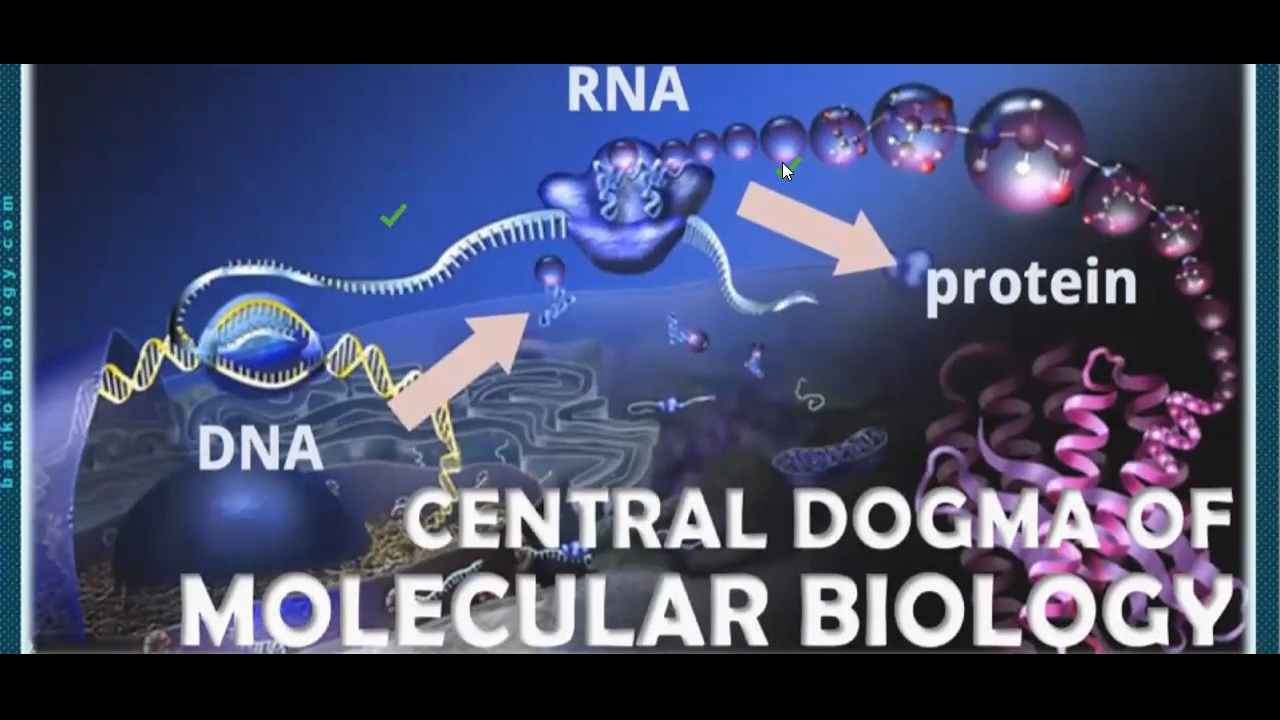 RNA
protein
DNA
CENTRAL DOGMA OF
MOLECULAR BIOLOGY
bankofbiology.com